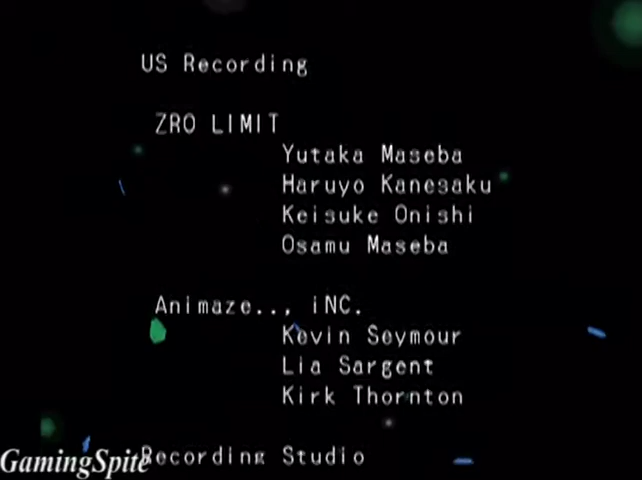 US Recording
ZRO LIMIT
Yutaka Maseba
Haruyo Kanesaku
Keisuke Onishi
Osamu Maseba
Animaze.., iNC.
Kevin Seymour
Lia Sargent
Kirk Thornton
Recording Studio
GamingSpite